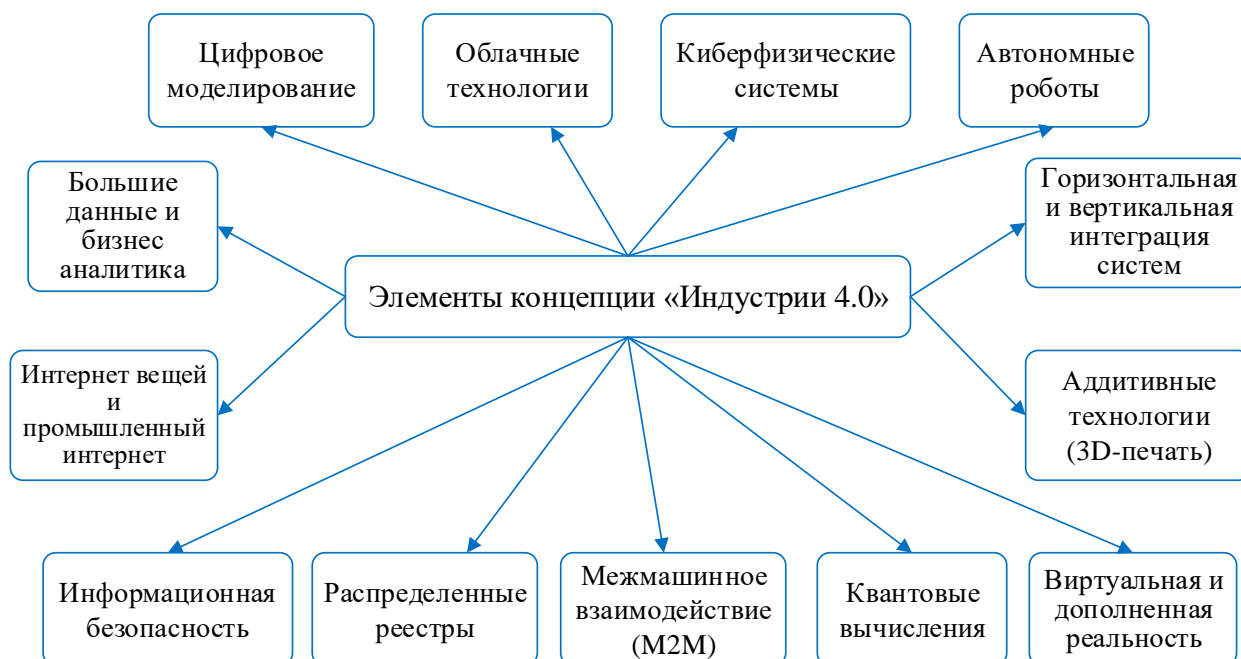 Цифровое
моделирование
Облачные
технологии
Киберфизические
системы
Автономные
роботы
Большие
данные и
бизнес
аналитика
Горизонтальная
и вертикальная
интеграция
систем
Элементы концепции «Индустрии 4.0»
Интернет вещей
и
промышленный
интернет
Аддитивные
технологии
(3D-печать)
Информационная
безопасность
Распределенные
реестры
Межмашинное
взаимодействие
(М2М)
Квантовые
вычисления
Виртуальная и
дополненная
реальность